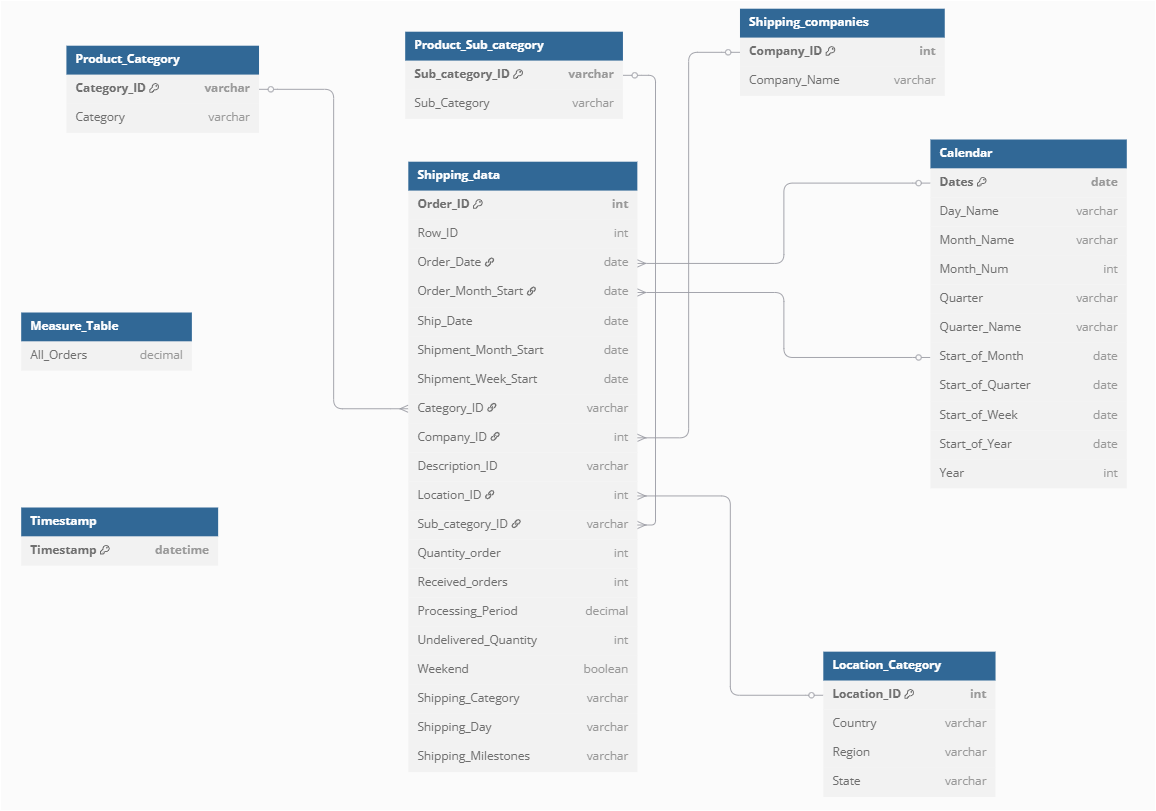 Product_Category
Category_ID varchar
Category varchar
Product_Sub_category
Sub_category_ID varchar
Sub_Category varchar
Shipping_companies
Company_ID int
Company_Name varchar
Calendar
Dates date
Day_Name varchar
Month_Name varchar
Month_Num int
Quarter varchar
Quarter_Name varchar
Start_of_Month date
Start_of_Quarter date
Start_of_Week date
Start_of_Year date
Year int
Shipping_data
Order_ID int
Row_ID int
Order_Date date
Order_Month_Start date
Ship_Date date
Shipment_Month_Start date
Shipment_Week_Start date
Category_ID varchar
Company_ID int
Description_ID varchar
Location_ID int
Sub_category_ID varchar
Quantity_order int
Received_orders int
Processing_Period decimal
Undelivered_Quantity int
Weekend boolean
Shipping_Category varchar
Shipping_Day varchar
Shipping_Milestones varchar
Measure_Table
All_Orders decimal
Timestamp
Timestamp datetime
Location_Category
Location_ID int
Country varchar
Region varchar
State varchar